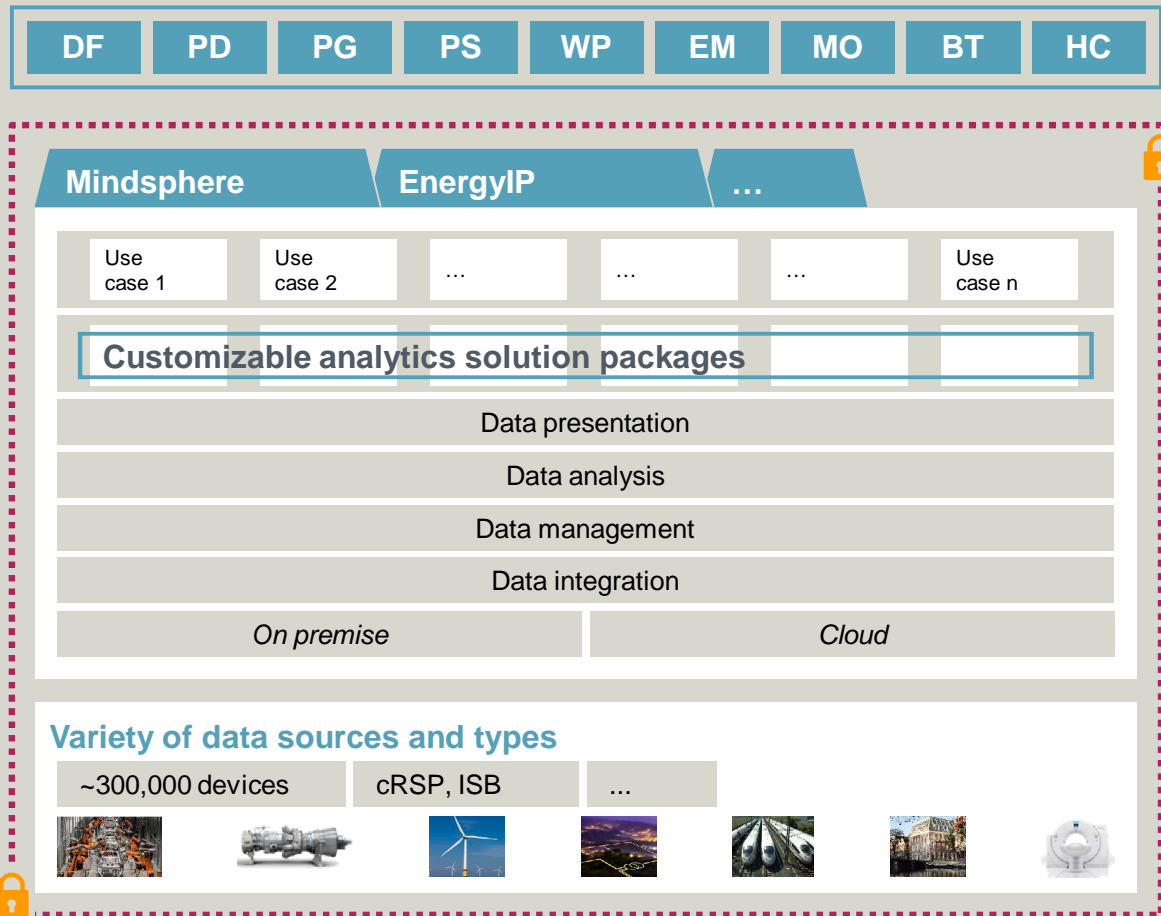 DF PD PG PS WP EM MO BT HC
Mindsphere EnergyIP …
Use
case 1
Use
case 2
…
…
…
Use
case n
Customizable analytics solution packages
Data presentation
Data analysis
Data management
Data integration
On premise Cloud
Variety of data sources and types
~300,000 devices cRSP, ISB ...